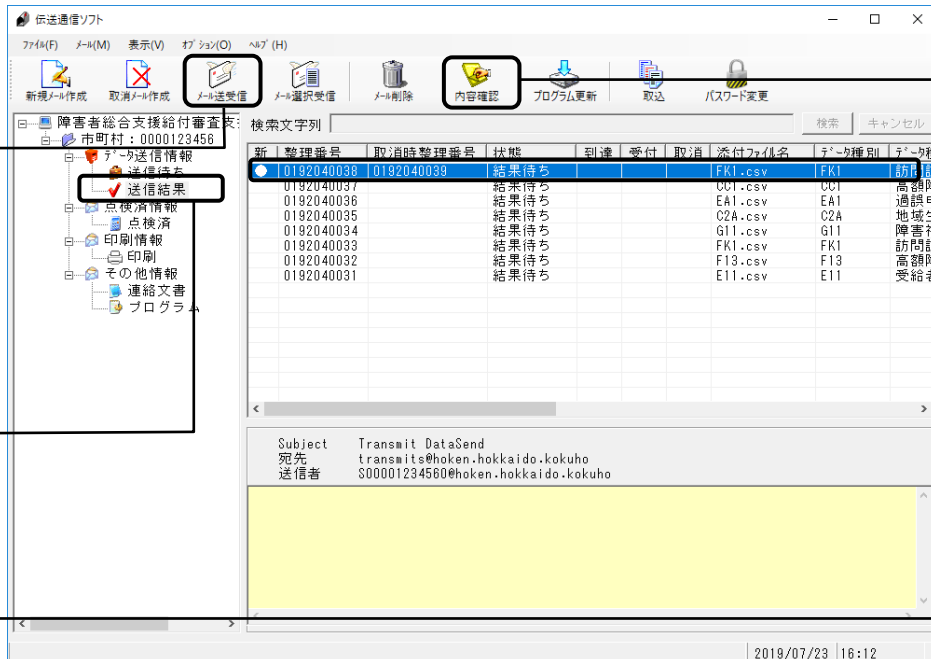 伝送通信ソフト
ファイル(F) メール(M) 表示(V) オプション(O) ヘルプ(H)
新規メール作成 取消メール作成 メール送受信 メール選択受信 メール削除 内容確認 プログラム更新 取込 パスワード変更
障害者総合支援給付審査支
検索文字列 検索 キャンセル
市町村：0000123456
データ送信情報
送信待ち
送信結果
点検済情報
点検済
印刷情報
印刷
その他情報
連絡文書
プログラム
新 整理番号 取消時整理番号 状態 到達 受付 取消 添付ファイル名 データ種別 データ種
● 0192040038 0192040039 結果待ち FK1.csv FK1 訪問
0192040037 結果待ち CC1.csv CC1 高額障
0192040036 結果待ち EA1.csv EA1 過誤申
0192040035 結果待ち C2A.csv C2A 地域生
0192040034 結果待ち G11.csv G11 障害福
0192040033 結果待ち FK1.csv FK1 訪問調
0192040032 結果待ち F13.csv F13 高額障
0192040031 結果待ち E11.csv E11 受給者
Subject Transmit DataSend
宛先 transmits@hoken.hokkaido.kokuho
送信者 S00001234560@hoken.hokkaido.kokuho
2019/07/23 16:12